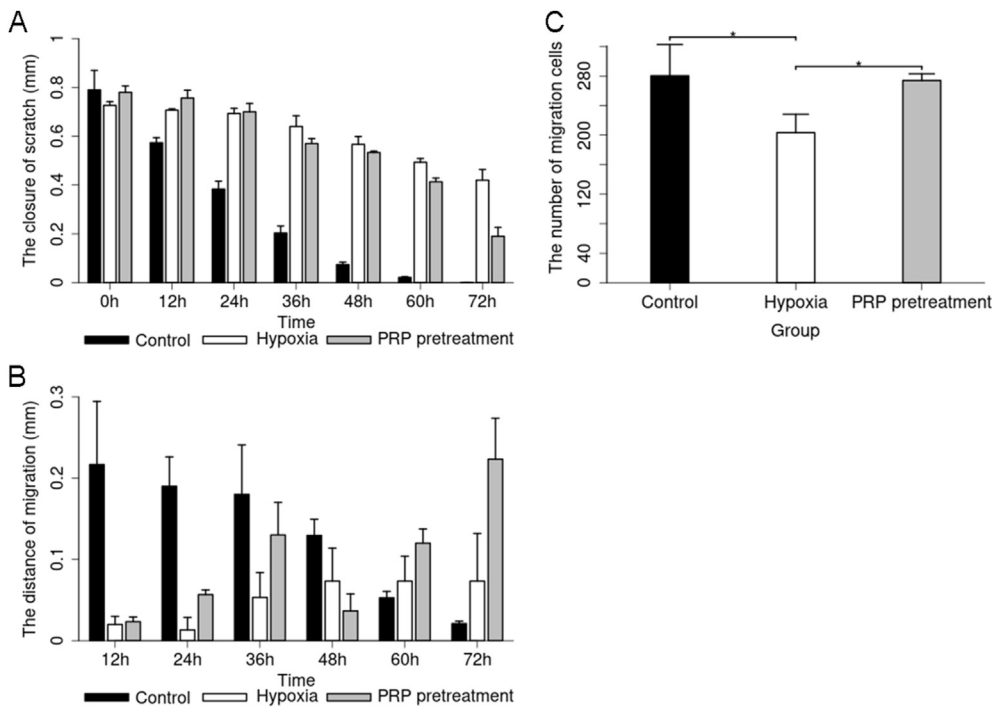 A
The closure of scratch (mm)
1
0.8
0.6
0.4
0.2
0
0h 12h 24h 36h 48h 60h 72h
Time
Control Hypoxia PRP pretreatment
B
The distance of migration (mm)
0.3
0.2
0.1
0
12h 24h 36h 48h 60h 72h
Time
Control Hypoxia PRP pretreatment
C
* *
The number of migration cells
280
200
120
40
0
Control Hypoxia PRP pretreatment
Group